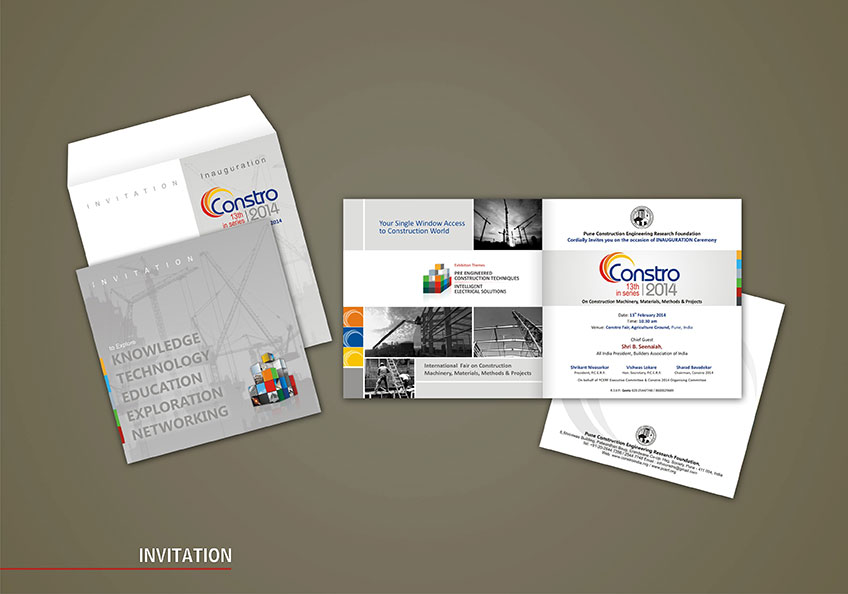 INVITATION
Inauguration
Constro
13th
in series
2014
2014
INVITATION
to Explore
KNOWLEDGE
TECHNOLOGY
EDUCATION
EXPLORATION
NETWORKING
Your Single Window Access
to Construction World
Exhibition Themes
PRE ENGINEERED
CONSTRUCTION TECHNIQUES
INTELLIGENT
ELECTRICAL SOLUTIONS
International Fair on Construction
Machinery, Materials, Methods & Projects
Pune Construction Engineering Research Foundation
Cordially Invites you on the occasion of INAUGURATION Ceremony
Constro
13th
in series
2014
On Construction Machinery, Materials, Methods & Projects
Date: 13th February 2014
Time: 10:30 am
Venue: Constro Fair, Agriculture Ground, Pune, India
Chief Guest
Shri B. Seenaiah,
All India President, Builders Association of India
Shrikant Nivasarkar Vishwas Lokare Sharad Bavadekar
President, P.C.E.R.F. Hon. Secretary, P.C.E.R.F. Chairman, Constro 2014
On behalf of PCERF Executive Committee & Constro 2014 Organising Committee
R.S.V.P.
Pune Construction Engineering Research Foundation,
INVITATION